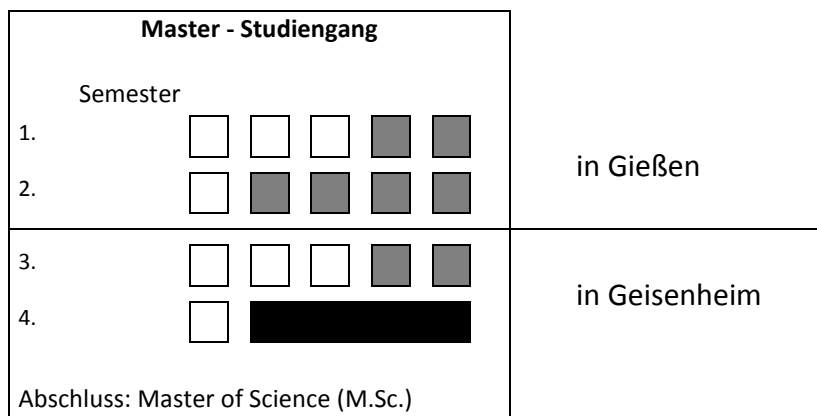 Master - Studiengang
Semester
1.
2.
in Gießen
3.
4.
in Geisenheim
Abschluss: Master of Science (M.Sc.)